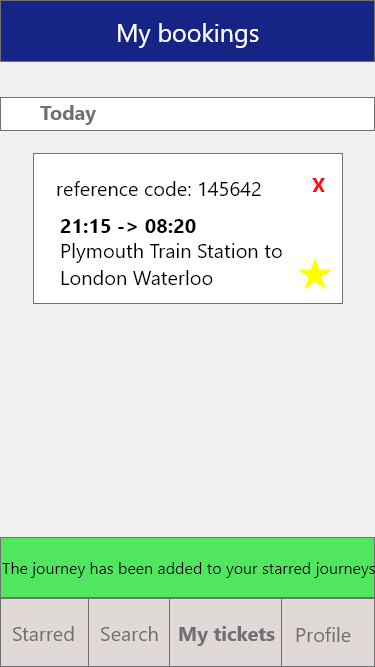 My bookings
Today
reference code: 145642
X
21:15 -> 08:20
Plymouth Train Station to
London Waterloo
The journey has been added to your starred journeys
Starred
Search
My tickets
Profile